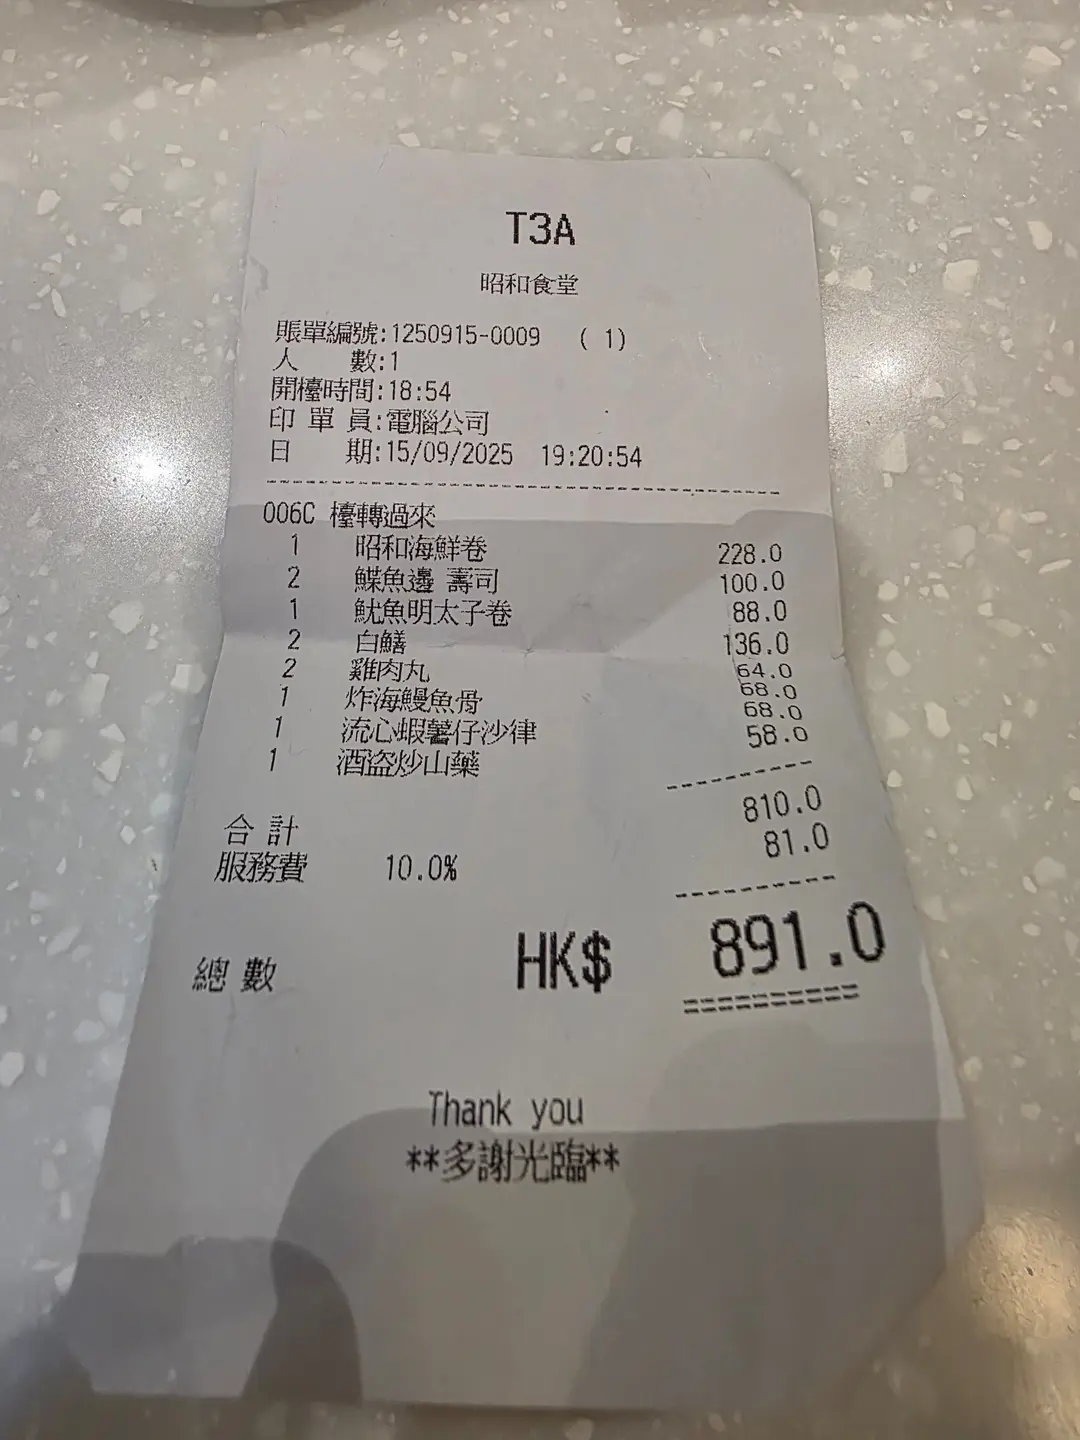 T3A
昭和食堂
賬單編號:1250915-0009 ( 1)
人 數:1
開檯時間:18:54
印 單 員:電腦公司
日 期:15/09/2025 19:20:54
006C 檯轉過來
1 昭和海鮮卷 228.0
2 鰈魚邊 壽司 100.0
1 魷魚明太子卷 88.0
2 白鱔 136.0
2 雞肉丸 64.0
1 炸海鰻魚骨 68.0
1 流心蝦薯仔沙律 68.0
1 酒盜炒山藥 58.0
合 計 810.0
服務費 10.0% 81.0
總 數 HK$ 891.0
Thank you
**多謝光臨**